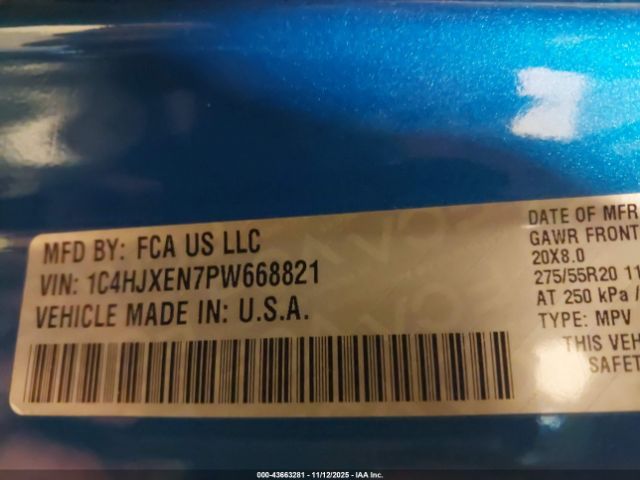 MFD BY: FCA US LLC
VIN: 1C4HJXEN7PW668821
VEHICLE MADE IN: U.S.A.
DATE OF MFR
GAWR FRONT
20X8.0
275/55R20 11
AT 250 kPa /
TYPE: MPV
THIS VEH
SAFET
000-43663281 - 11/12/2025 - IAA Inc.